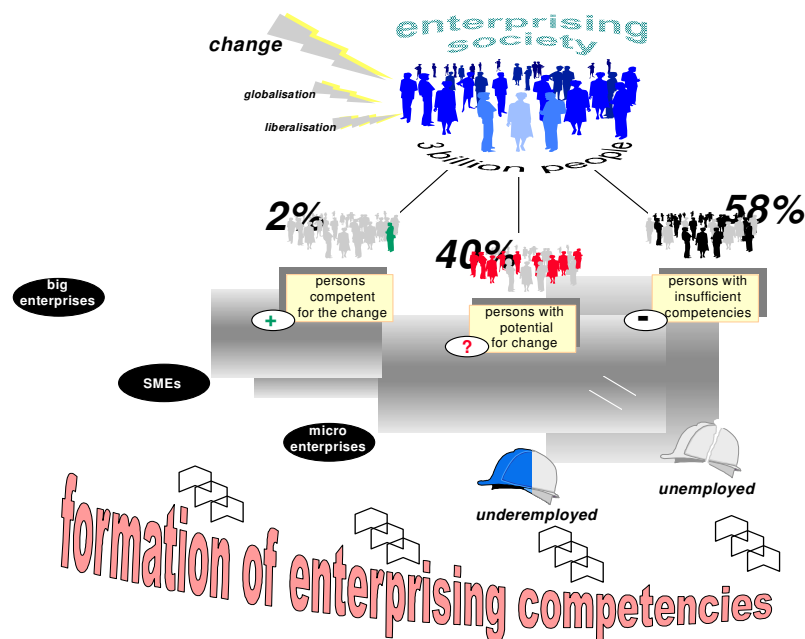 enterprising
society
change
globalisation
liberalisation
3 billion people
2%
40%
58%
persons
competent
for the change
+
persons with
potential
for change
?
persons with
insufficient
competencies
-
big
enterprises
SMEs
micro
enterprises
underemployed
unemployed
formation of enterprising competencies